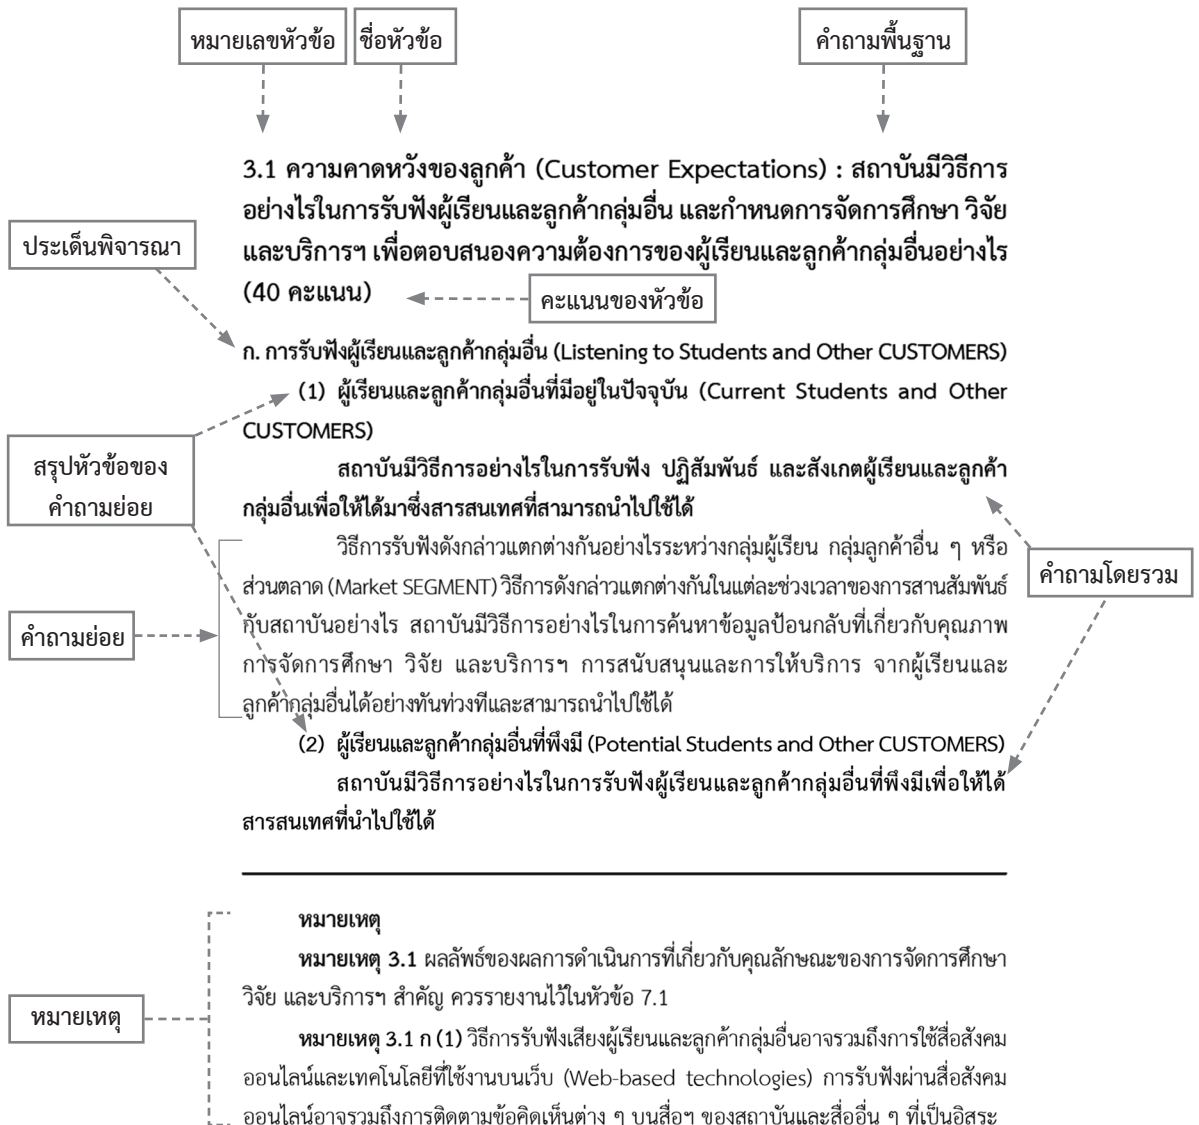 หมายเลขหัวข้อ
ชื่อหัวข้อ
คำถามพื้นฐาน
3.1 ความคาดหวังของลูกค้า (Customer Expectations) : สถาบันมีวิธีการ
อย่างไรในการรับฟังผู้เรียนและลูกค้ากลุ่มอื่น และกำหนดการจัดการศึกษา วิจัย
ประเด็นพิจารณา
และบริการฯ เพื่อตอบสนองความต้องการของผู้เรียนและลูกค้ากลุ่มอื่นอย่างไร
(40 คะแนน)
คะแนนของหัวข้อ
ก. การรับฟังผู้เรียนและลูกค้ากลุ่มอื่น (Listening to Students and Other CUSTOMERS)
(1) ผู้เรียนและลูกค้ากลุ่มอื่นที่มีอยู่ในปัจจุบัน (Current Students and Other
CUSTOMERS)
สรุปหัวข้อของ
คำถามย่อย
สถาบันมีวิธีการอย่างไรในการรับฟัง ปฏิสัมพันธ์ และสังเกตผู้เรียนและลูกค้า
กลุ่มอื่นเพื่อให้ได้มาซึ่งสารสนเทศที่สามารถนำไปใช้ได้
วิธีการรับฟังดังกล่าวแตกต่างกันอย่างไรระหว่างกลุ่มผู้เรียน กลุ่มลูกค้าอื่น ๆ หรือ
คำถามโดยรวม
ส่วนตลาด (Market SEGMENT) วิธีการดังกล่าวแตกต่างกันในแต่ละช่วงเวลาของการสานสัมพันธ์
คำถามย่อย
กับสถาบันอย่างไร สถาบันมีวิธีการอย่างไรในการค้นหาข้อมูลป้อนกลับที่เกี่ยวกับคุณภาพ
การจัดการศึกษา วิจัย และบริการฯ การสนับสนุนและการให้บริการ จากผู้เรียนและ
ลูกค้ากลุ่มอื่นได้อย่างทันท่วงทีและสามารถนำไปใช้ได้
(2) ผู้เรียนและลูกค้ากลุ่มอื่นที่พึงมี (Potential Students and Other CUSTOMERS)
สถาบันมีวิธีการอย่างไรในการรับฟังผู้เรียนและลูกค้ากลุ่มอื่นที่พึงมีเพื่อให้ได้
สารสนเทศที่นำไปใช้ได้
หมายเหตุ
หมายเหตุ 3.1 ผลลัพธ์ของผลการดำเนินการที่เกี่ยวกับคุณลักษณะของการจัดการศึกษา
วิจัย และบริการฯ สำคัญ ควรรายงานไว้ในหัวข้อ 7.1
หมายเหตุ
หมายเหตุ 3.1 ก (1) วิธีการรับฟังเสียงผู้เรียนและลูกค้ากลุ่มอื่นอาจรวมถึงการใช้สื่อสังคม
ออนไลน์และเทคโนโลยีที่ใช้งานบนเว็บ (Web-based technologies) การรับฟังผ่านสื่อสังคม
ออนไลน์อาจรวมถึงการติดตามข้อคิดเห็นต่าง ๆ บนสื่อฯ ของสถาบันและสื่ออื่น ๆ ที่เป็นอิสระ